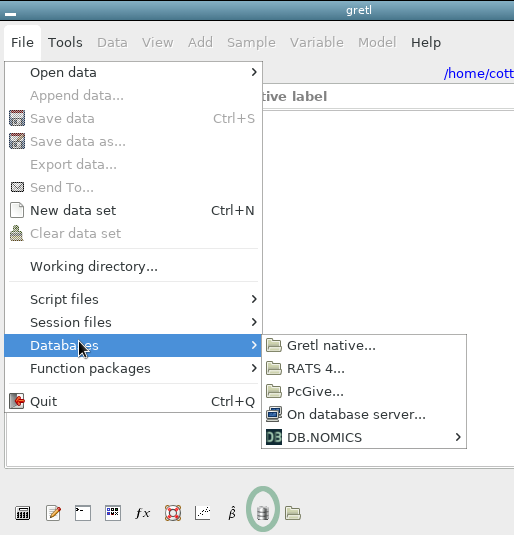 gretl
File Tools Data View Add Sample Variable Model Help
/home/cott
tive label
Open data
Append data...
Save data Ctrl+S
Save data as...
Export data...
Send To...
New data set Ctrl+N
Clear data set
Working directory...
Script files
Session files
Databases
Function packages
Quit Ctrl+Q
Gretl native...
RATS 4...
PcGive...
On database server...
DB DB.NOMICS
fx β̂